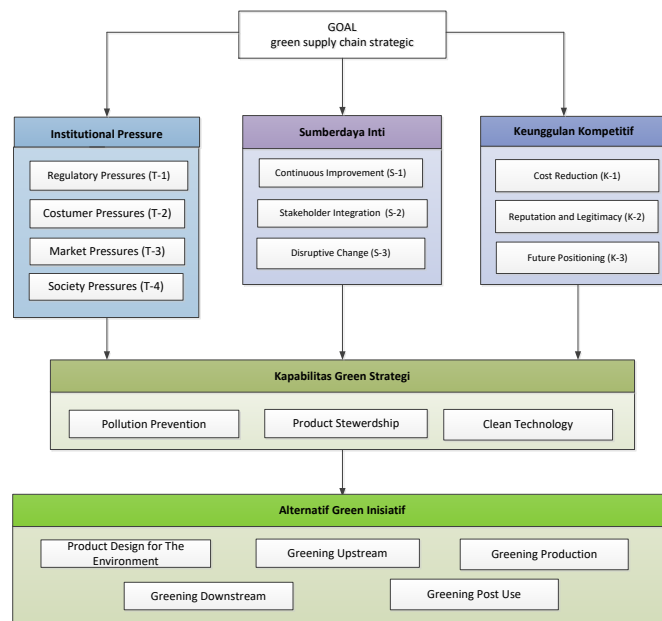 GOAL
green supply chain strategic
Institutional Pressure
Regulatory Pressures (T-1)
Costumer Pressures (T-2)
Market Pressures (T-3)
Society Pressures (T-4)
Sumberdaya Inti
Continuous Improvement (S-1)
Stakeholder Integration  (S-2)
Disruptive Change (S-3)
Keunggulan Kompetitif
Cost Reduction (K-1)
Reputation and Legitimacy (K-2)
Future Positioning (K-3)
Kapabilitas Green Strategi
Pollution Prevention
Product Stewerdship
Clean Technology
Alternatif Green Inisiatif
Product Design for The
Environment
Greening Upstream
Greening Production
Greening Downstream
Greening Post Use